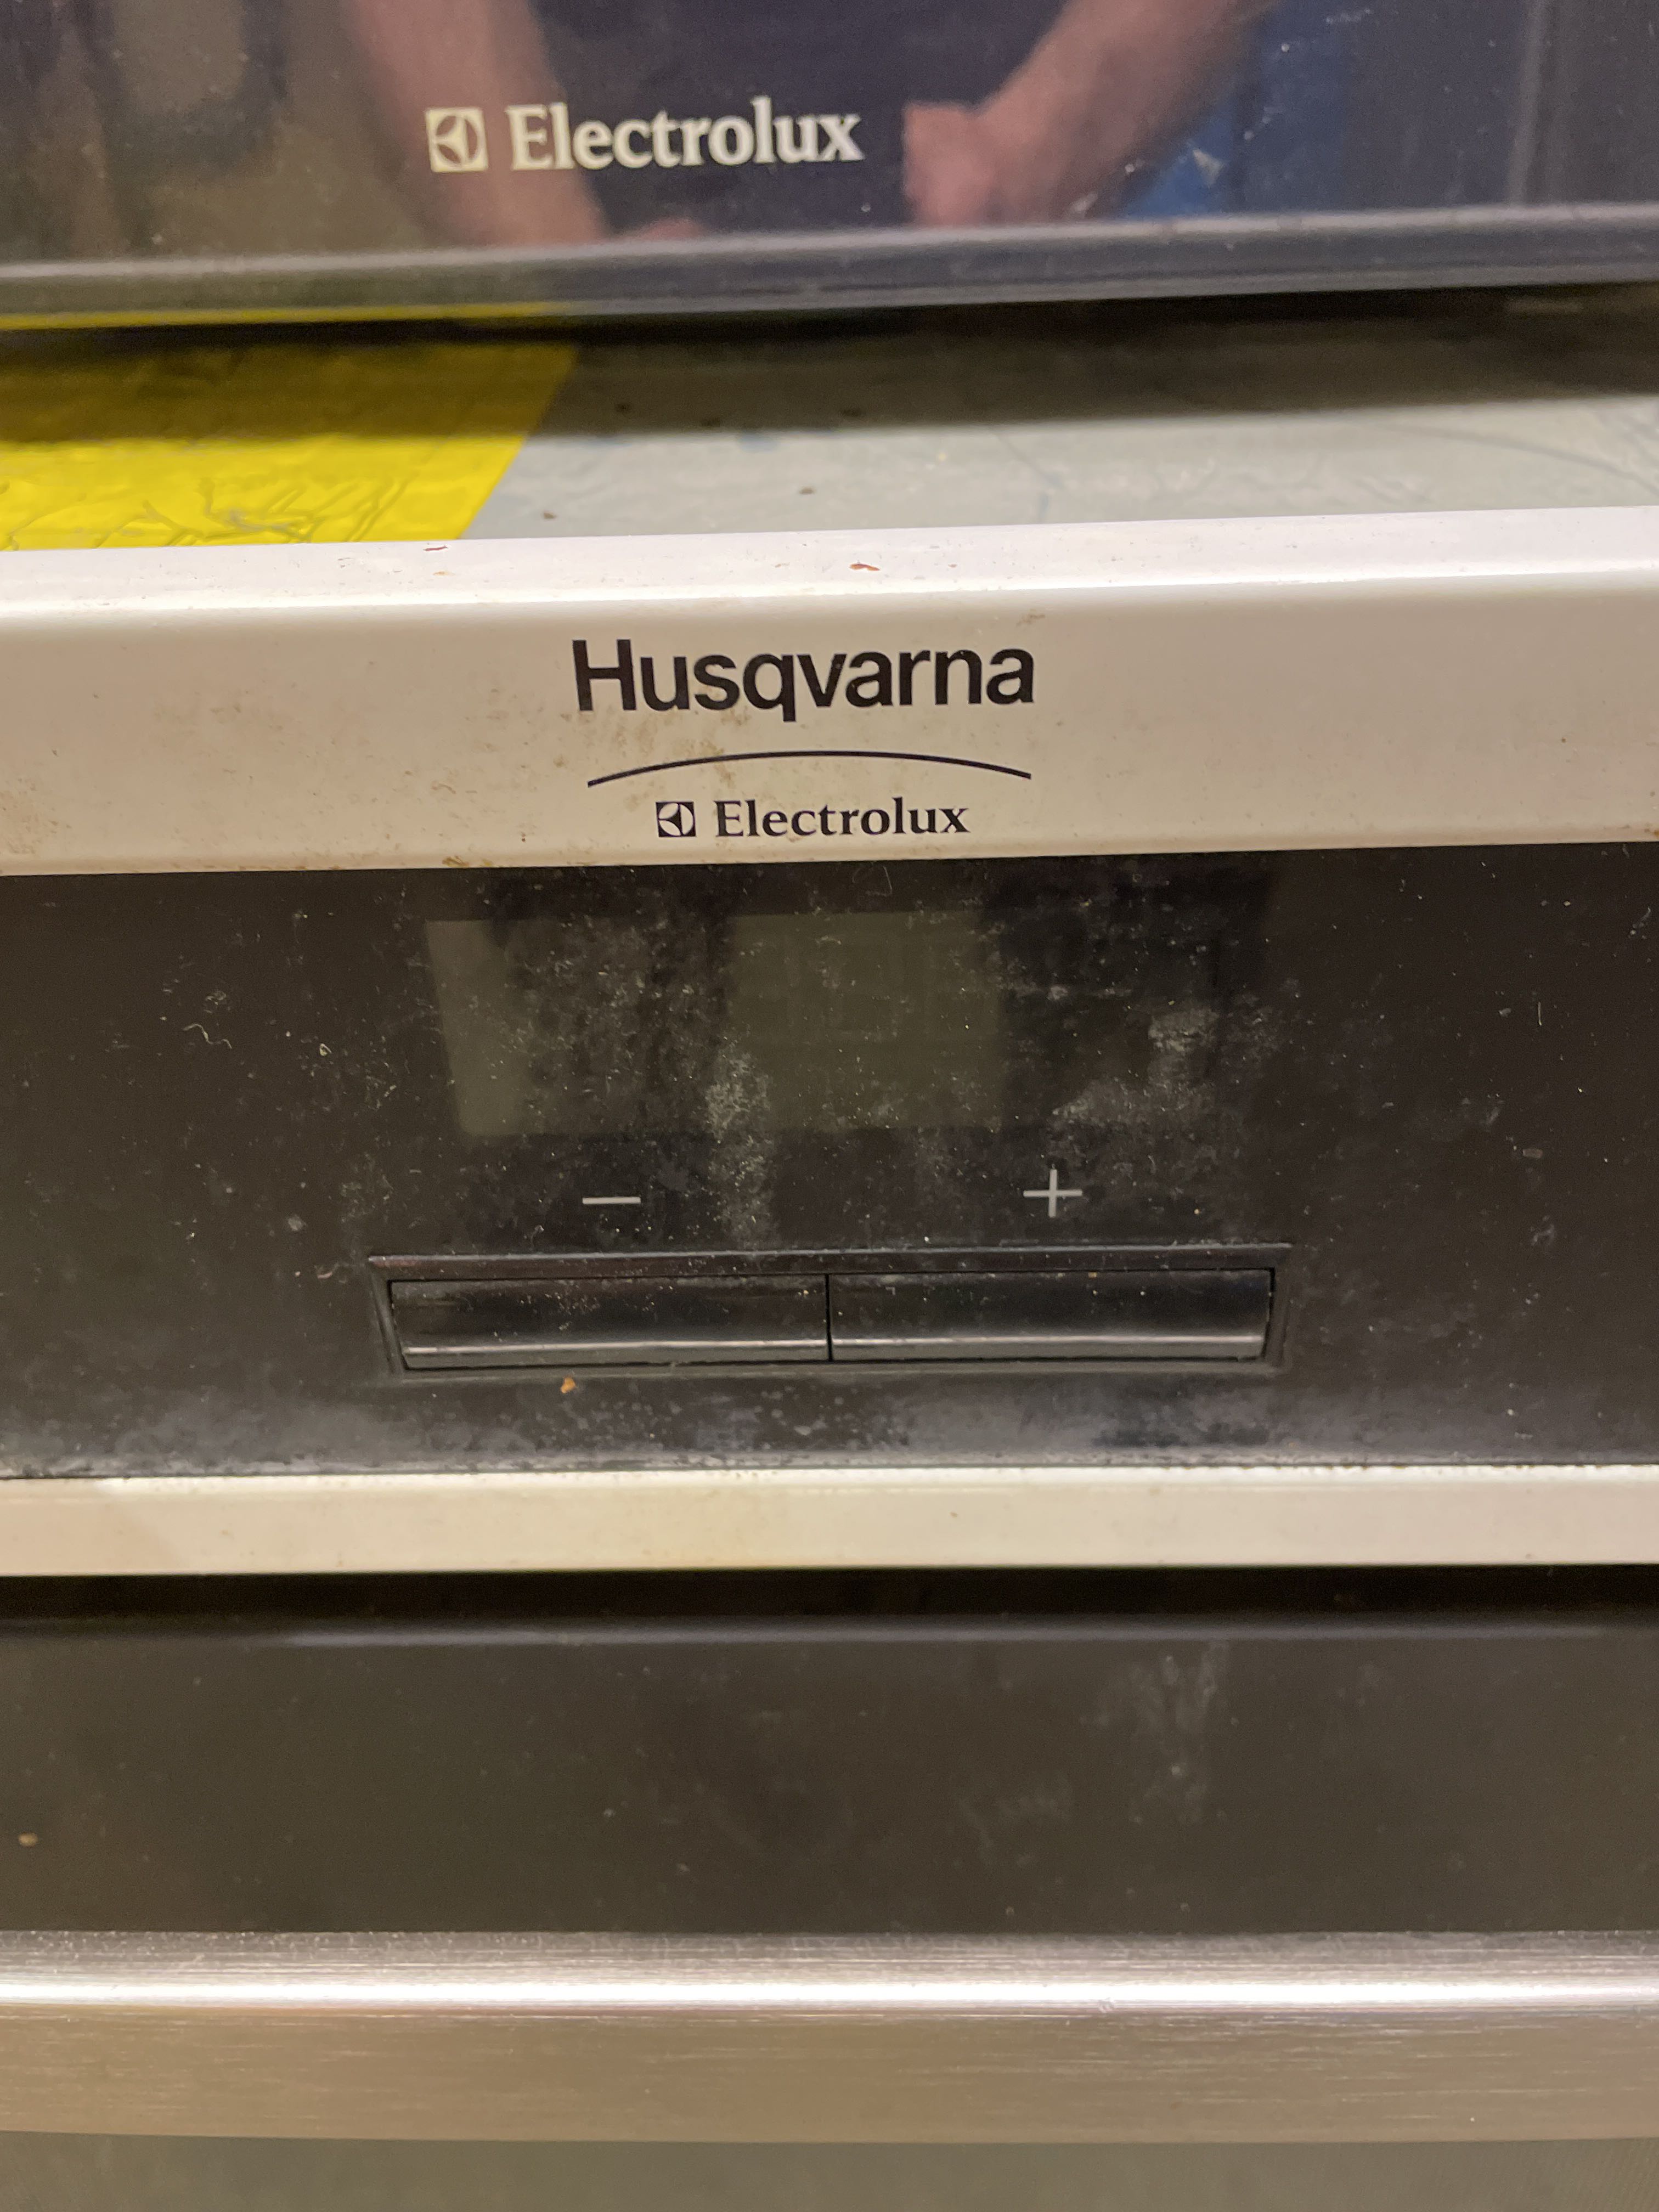 Electrolux
Husqvarna
Electrolux
− +